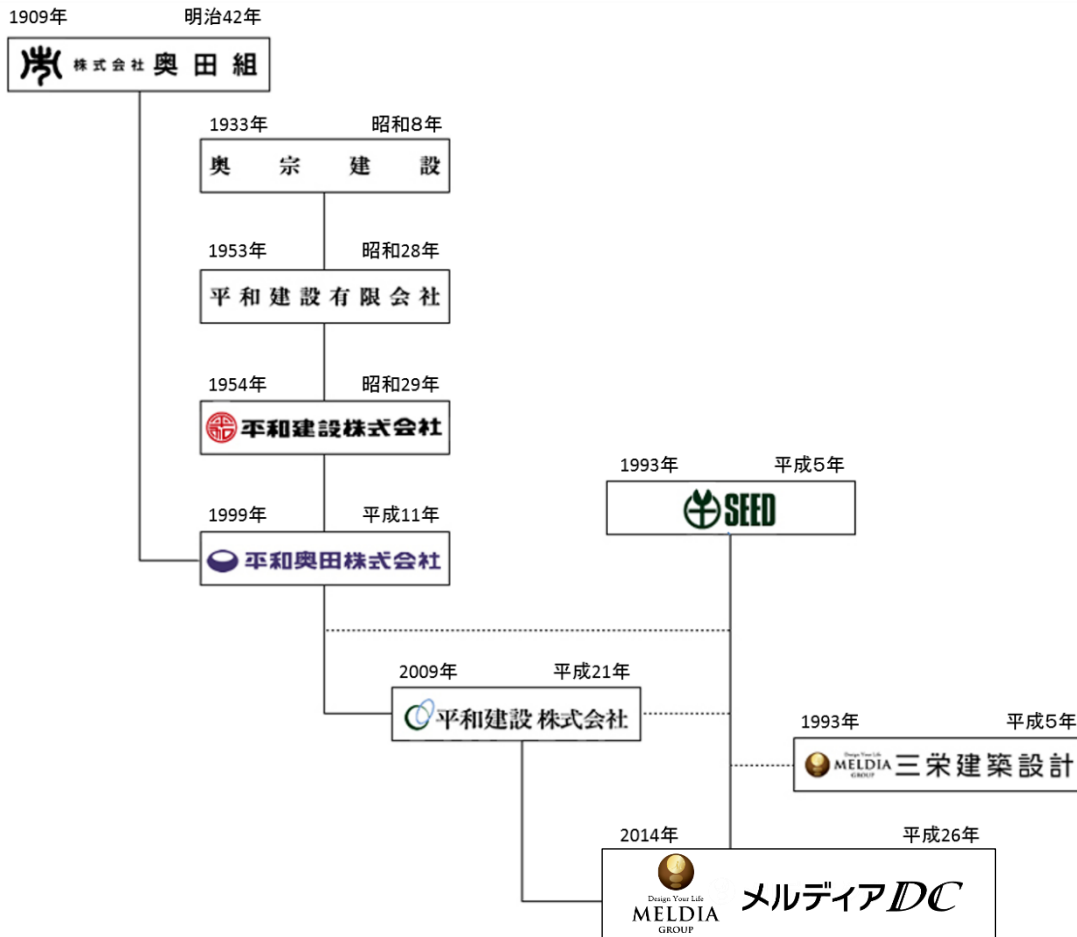 1909年 明治42年
株式会社 奥田組
1933年 昭和8年
奥宗建設
1953年 昭和28年
平和建設有限会社
1954年 昭和29年
平和建設株式会社
1993年 平成5年
SEED
1999年 平成11年
平和奥田株式会社
2009年 平成21年
平和建設 株式会社
1993年 平成5年
Design Your Life
MELDIA
GROUP
三栄建築設計
2014年 平成26年
Design Your Life
MELDIA
GROUP
メルディアDC